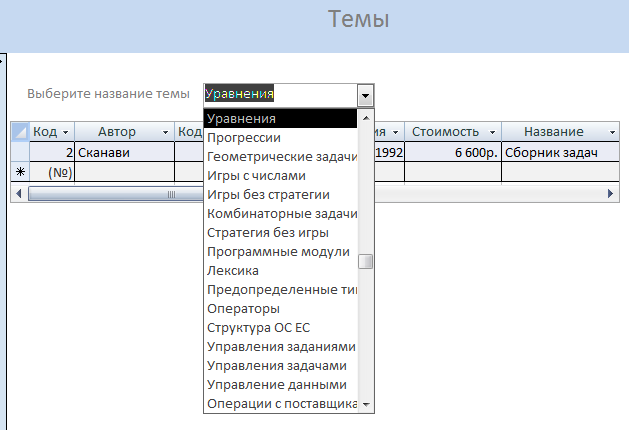 Темы
Выберите название темы Уравнения
Код Автор Код ия Стоимость Название
2 Сканави 1992 6 600р. Сборник задач
(№)
Уравнения
Прогрессии
Геометрические задачи
Игры с числами
Игры без стратегии
Комбинаторные задачи
Стратегия без игры
Программные модули
Лексика
Предопределенные ти
Операторы
Структура ОС ЕС
Управления заданиями
Управления задачами
Управление данными
Операции с поставщика